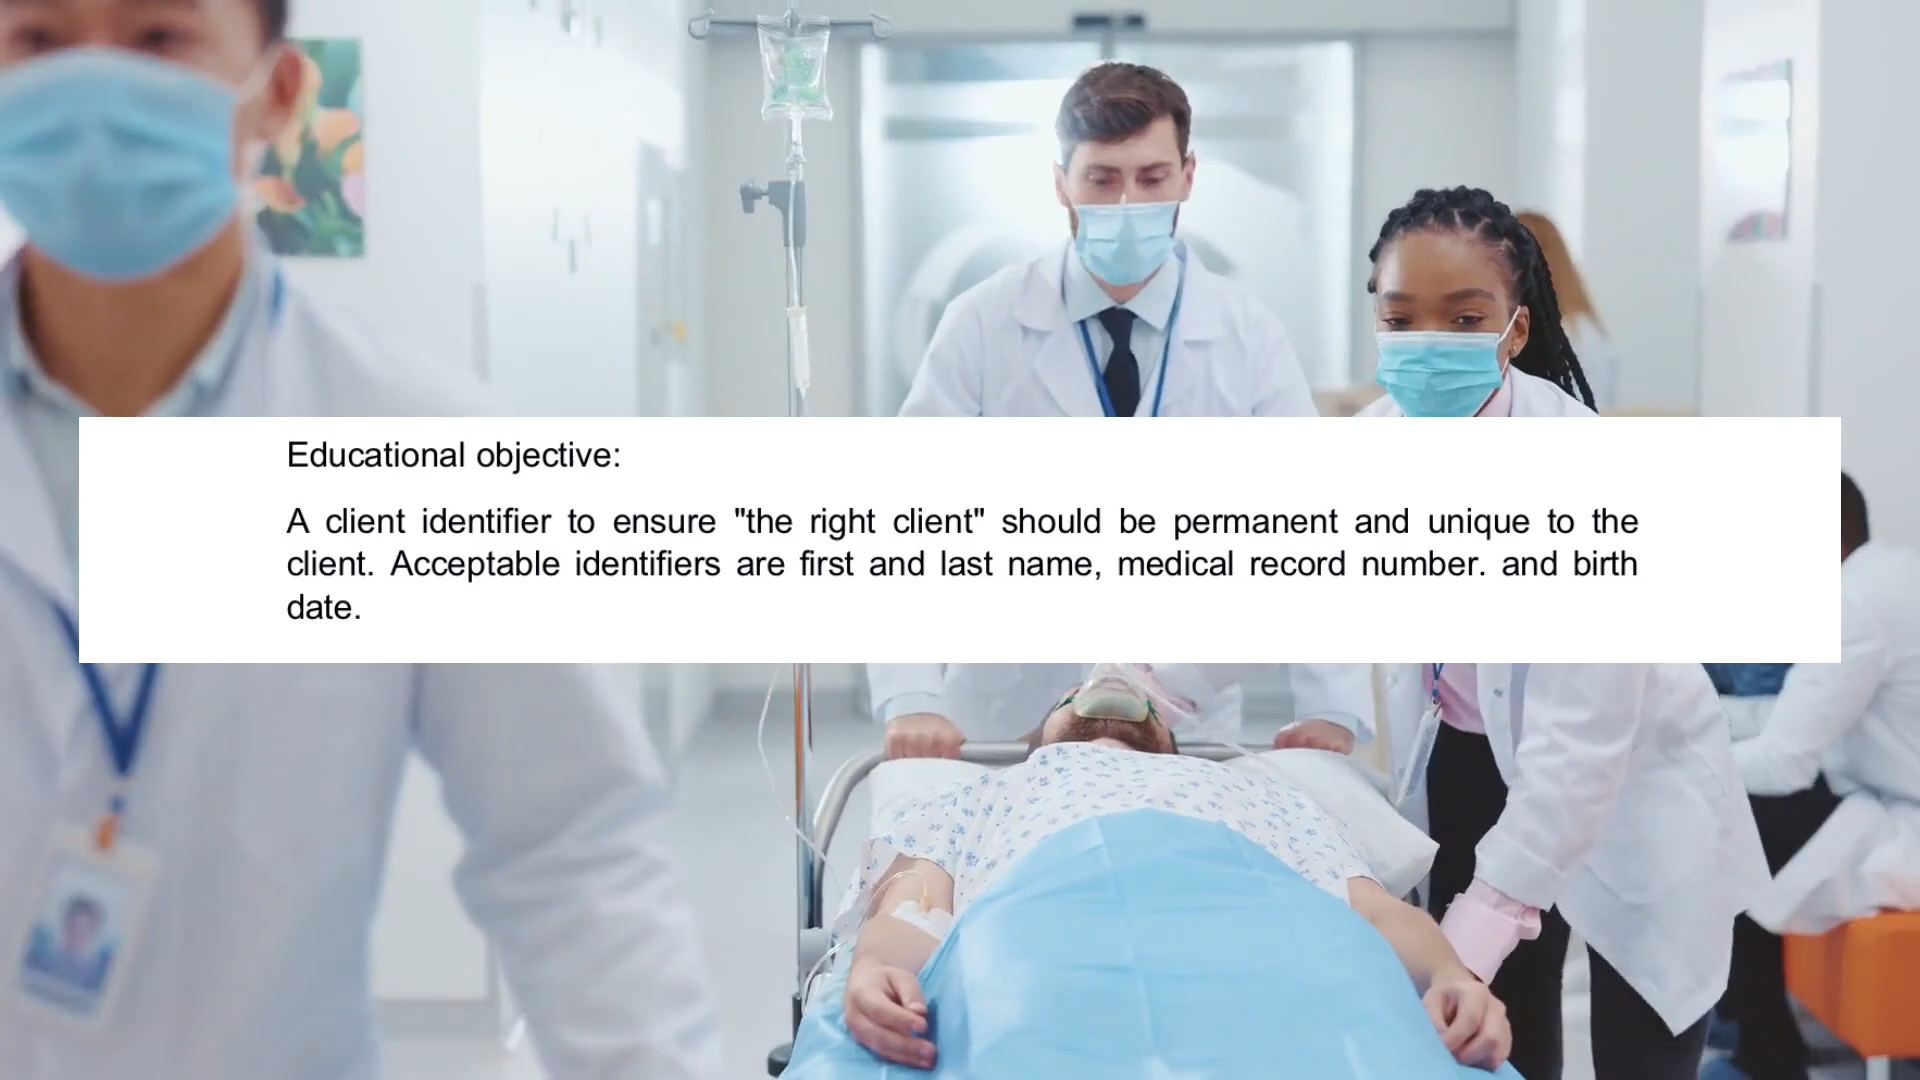 Educational objective:
A client identifier to ensure "the right client" should be permanent and unique to the
client. Acceptable identifiers are first and last name, medical record number. and birth
date.